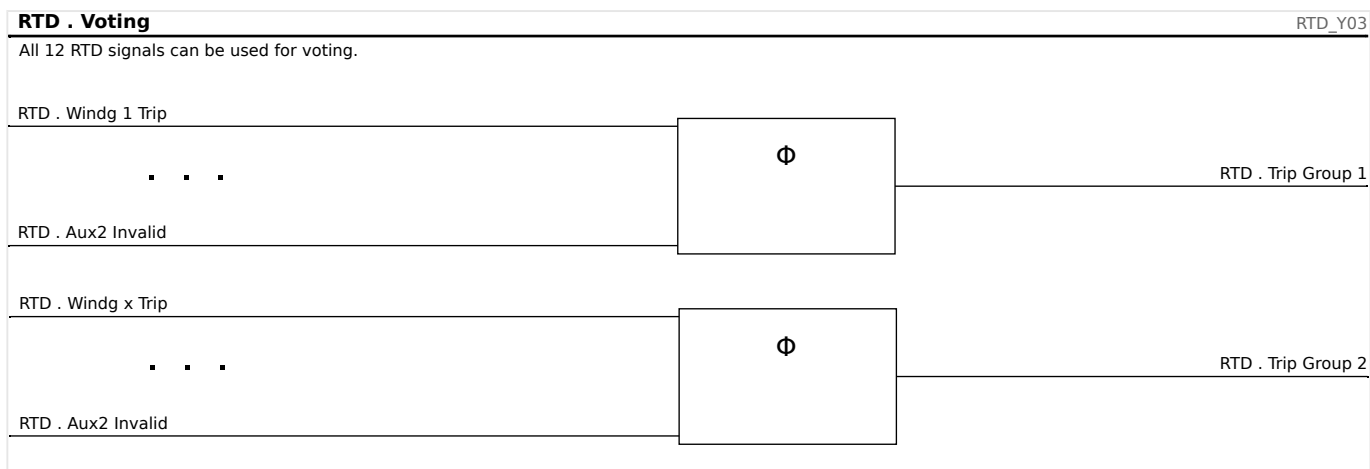 RTD . Voting
RTD_Y03
All 12 RTD signals can be used for voting.
RTD . Windg 1 Trip
Φ
. . .
RTD . Trip Group 1
RTD . Aux2 Invalid
RTD . Windg x Trip
Φ
. . .
RTD . Trip Group 2
RTD . Aux2 Invalid